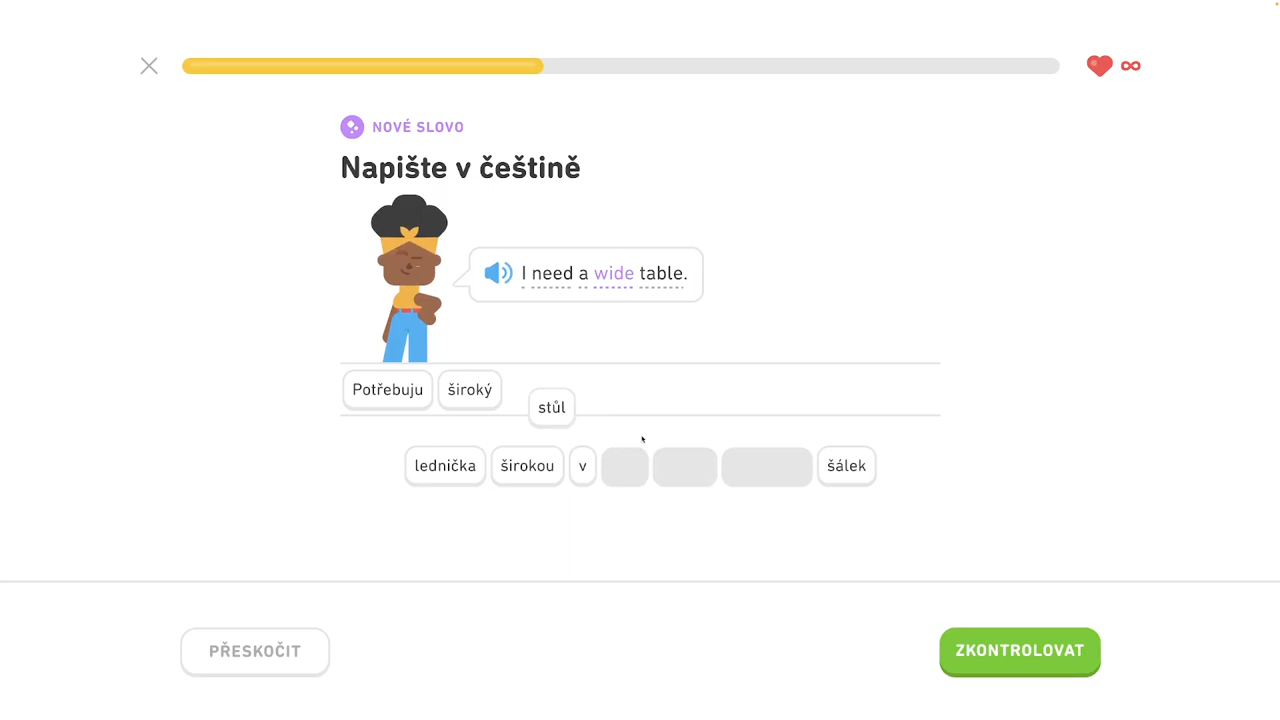 NOVÉ SLOVO
Napište v češtině
I need a wide table.
Potřebuju široký stůl
lednička širokou v šálek
PŘESKOČIT ZKONTROLOVAT